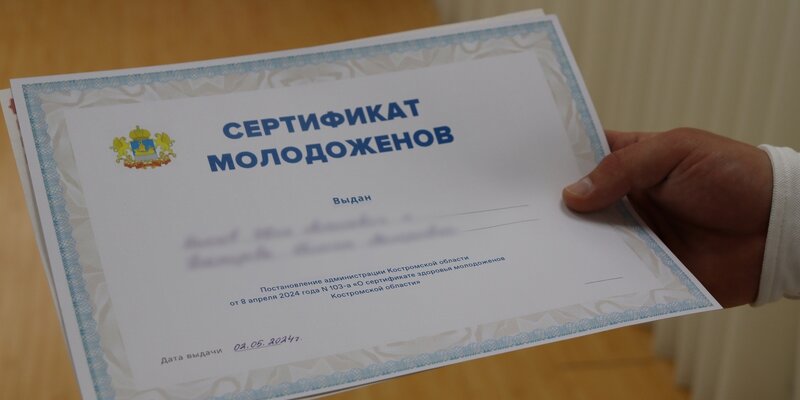 СЕРТИФИКАТ
МОЛОДОЖЕНОВ
Выдан
Постановление администрации Костромской области
от 8 апреля 2024 года N 103-а «О сертификате здоровья молодоженов
Костромской области»
Дата выдачи 02.05.2024г.